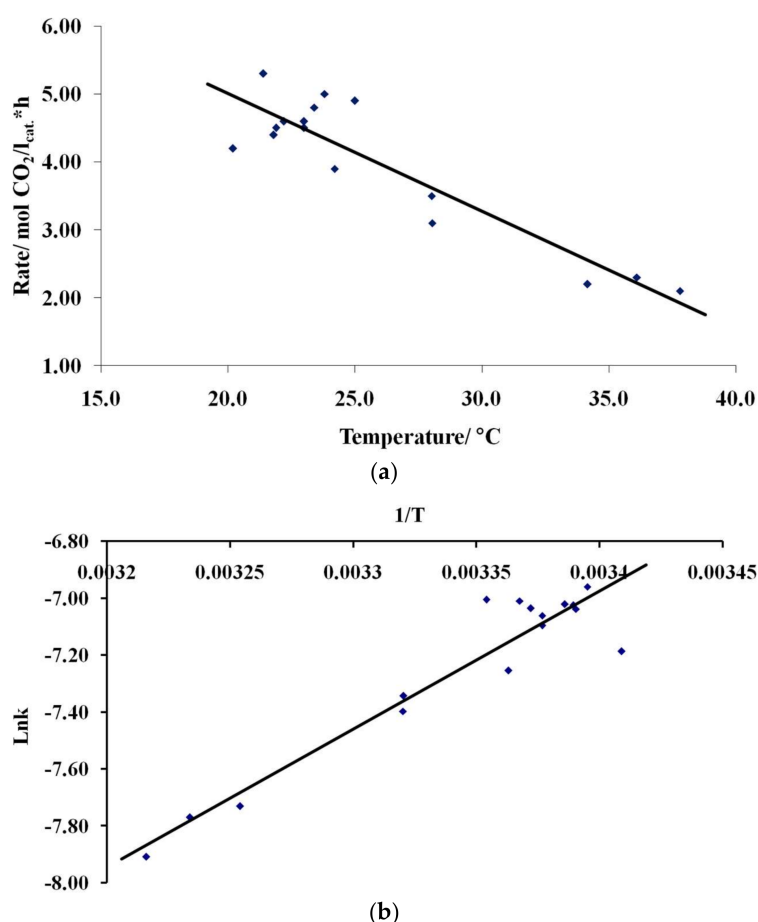 6.00
5.00
4.00
3.00
2.00
1.00
Rate/ mol CO₂/l_cat.*h
15.0 20.0 25.0 30.0 35.0 40.0
Temperature/ °C
(a)
1/T
-6.80
0.0032 0.00325 0.0033 0.00335 0.0034 0.00345
-7.00
-7.20
-7.40
-7.60
-7.80
-8.00
Lnk
(b)